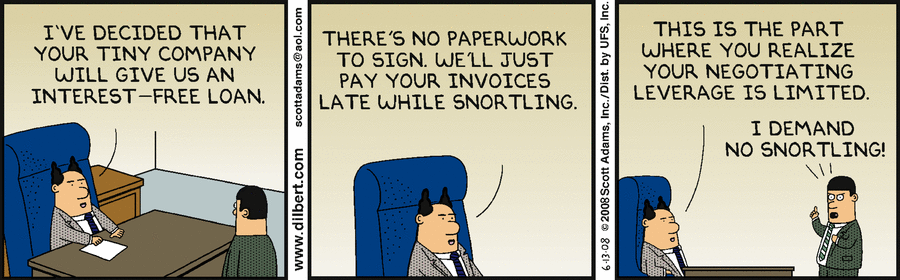 I'VE DECIDED THAT
YOUR TINY COMPANY
WILL GIVE US AN
INTEREST–FREE LOAN.
www.dilbert.com scottadams@aol.com
THERE'S NO PAPERWORK
TO SIGN. WE'LL JUST
PAY YOUR INVOICES
LATE WHILE SNORTLING.
6-13-08 © 2008 Scott Adams, Inc./Dist. by UFS, Inc.
THIS IS THE PART
WHERE YOU REALIZE
YOUR NEGOTIATING
LEVERAGE IS LIMITED.
I DEMAND
NO SNORTLING!